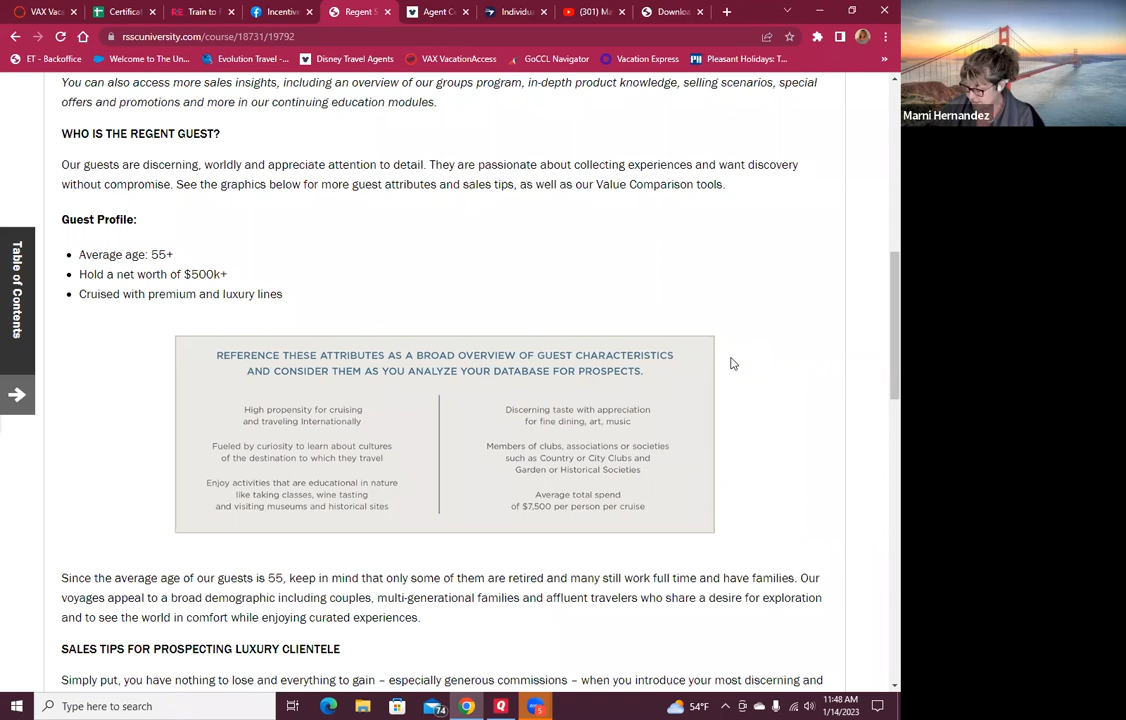 VAX Vac
Certificat
Train to
Incentive
Regent S
Agent C
Individua
(301) Ma
Downloa
rsscuniversity.com/course/18731/19792
ET - Backoffice
Welcome to The Un...
Evolution Travel -...
Disney Travel Agents
VAX VacationAccess
GoCCL Navigator
Vacation Express
Pleasant Holidays: T...
You can also access more sales insights, including an overview of our groups program, in-depth product knowledge, selling scenarios, special
offers and promotions and more in our continuing education modules.
WHO IS THE REGENT GUEST?
Our guests are discerning, worldly and appreciate attention to detail. They are passionate about collecting experiences and want discovery
without compromise. See the graphics below for more guest attributes and sales tips, as well as our Value Comparison tools.
Guest Profile:
Average age: 55+
Hold a net worth of $500k+
Cruised with premium and luxury lines
Table of Contents
REFERENCE THESE ATTRIBUTES AS A BROAD OVERVIEW OF GUEST CHARACTERISTICS
AND CONSIDER THEM AS YOU ANALYZE YOUR DATABASE FOR PROSPECTS.
High propensity for cruising
and traveling Internationally
Fueled by curiosity to learn about cultures
of the destination to which they travel
Enjoy activities that are educational in nature
like taking classes, wine tasting
and visiting museums and historical sites
Discerning taste with appreciation
for fine dining, art, music
Members of clubs, associations or societies
such as Country or City Clubs and
Garden or Historical Societies
Average total spend
of $7,500 per person per cruise
Since the average age of our guests is 55, keep in mind that only some of them are retired and many still work full time and have families. Our
voyages appeal to a broad demographic including couples, multi-generational families and affluent travelers who share a desire for exploration
and to see the world in comfort while enjoying curated experiences.
SALES TIPS FOR PROSPECTING LUXURY CLIENTELE
Simply put, you have nothing to lose and everything to gain – especially generous commissions – when you introduce your most discerning and
Type here to search
74
5
54°F
11:48 AM
1/14/2023
Marni Hernandez